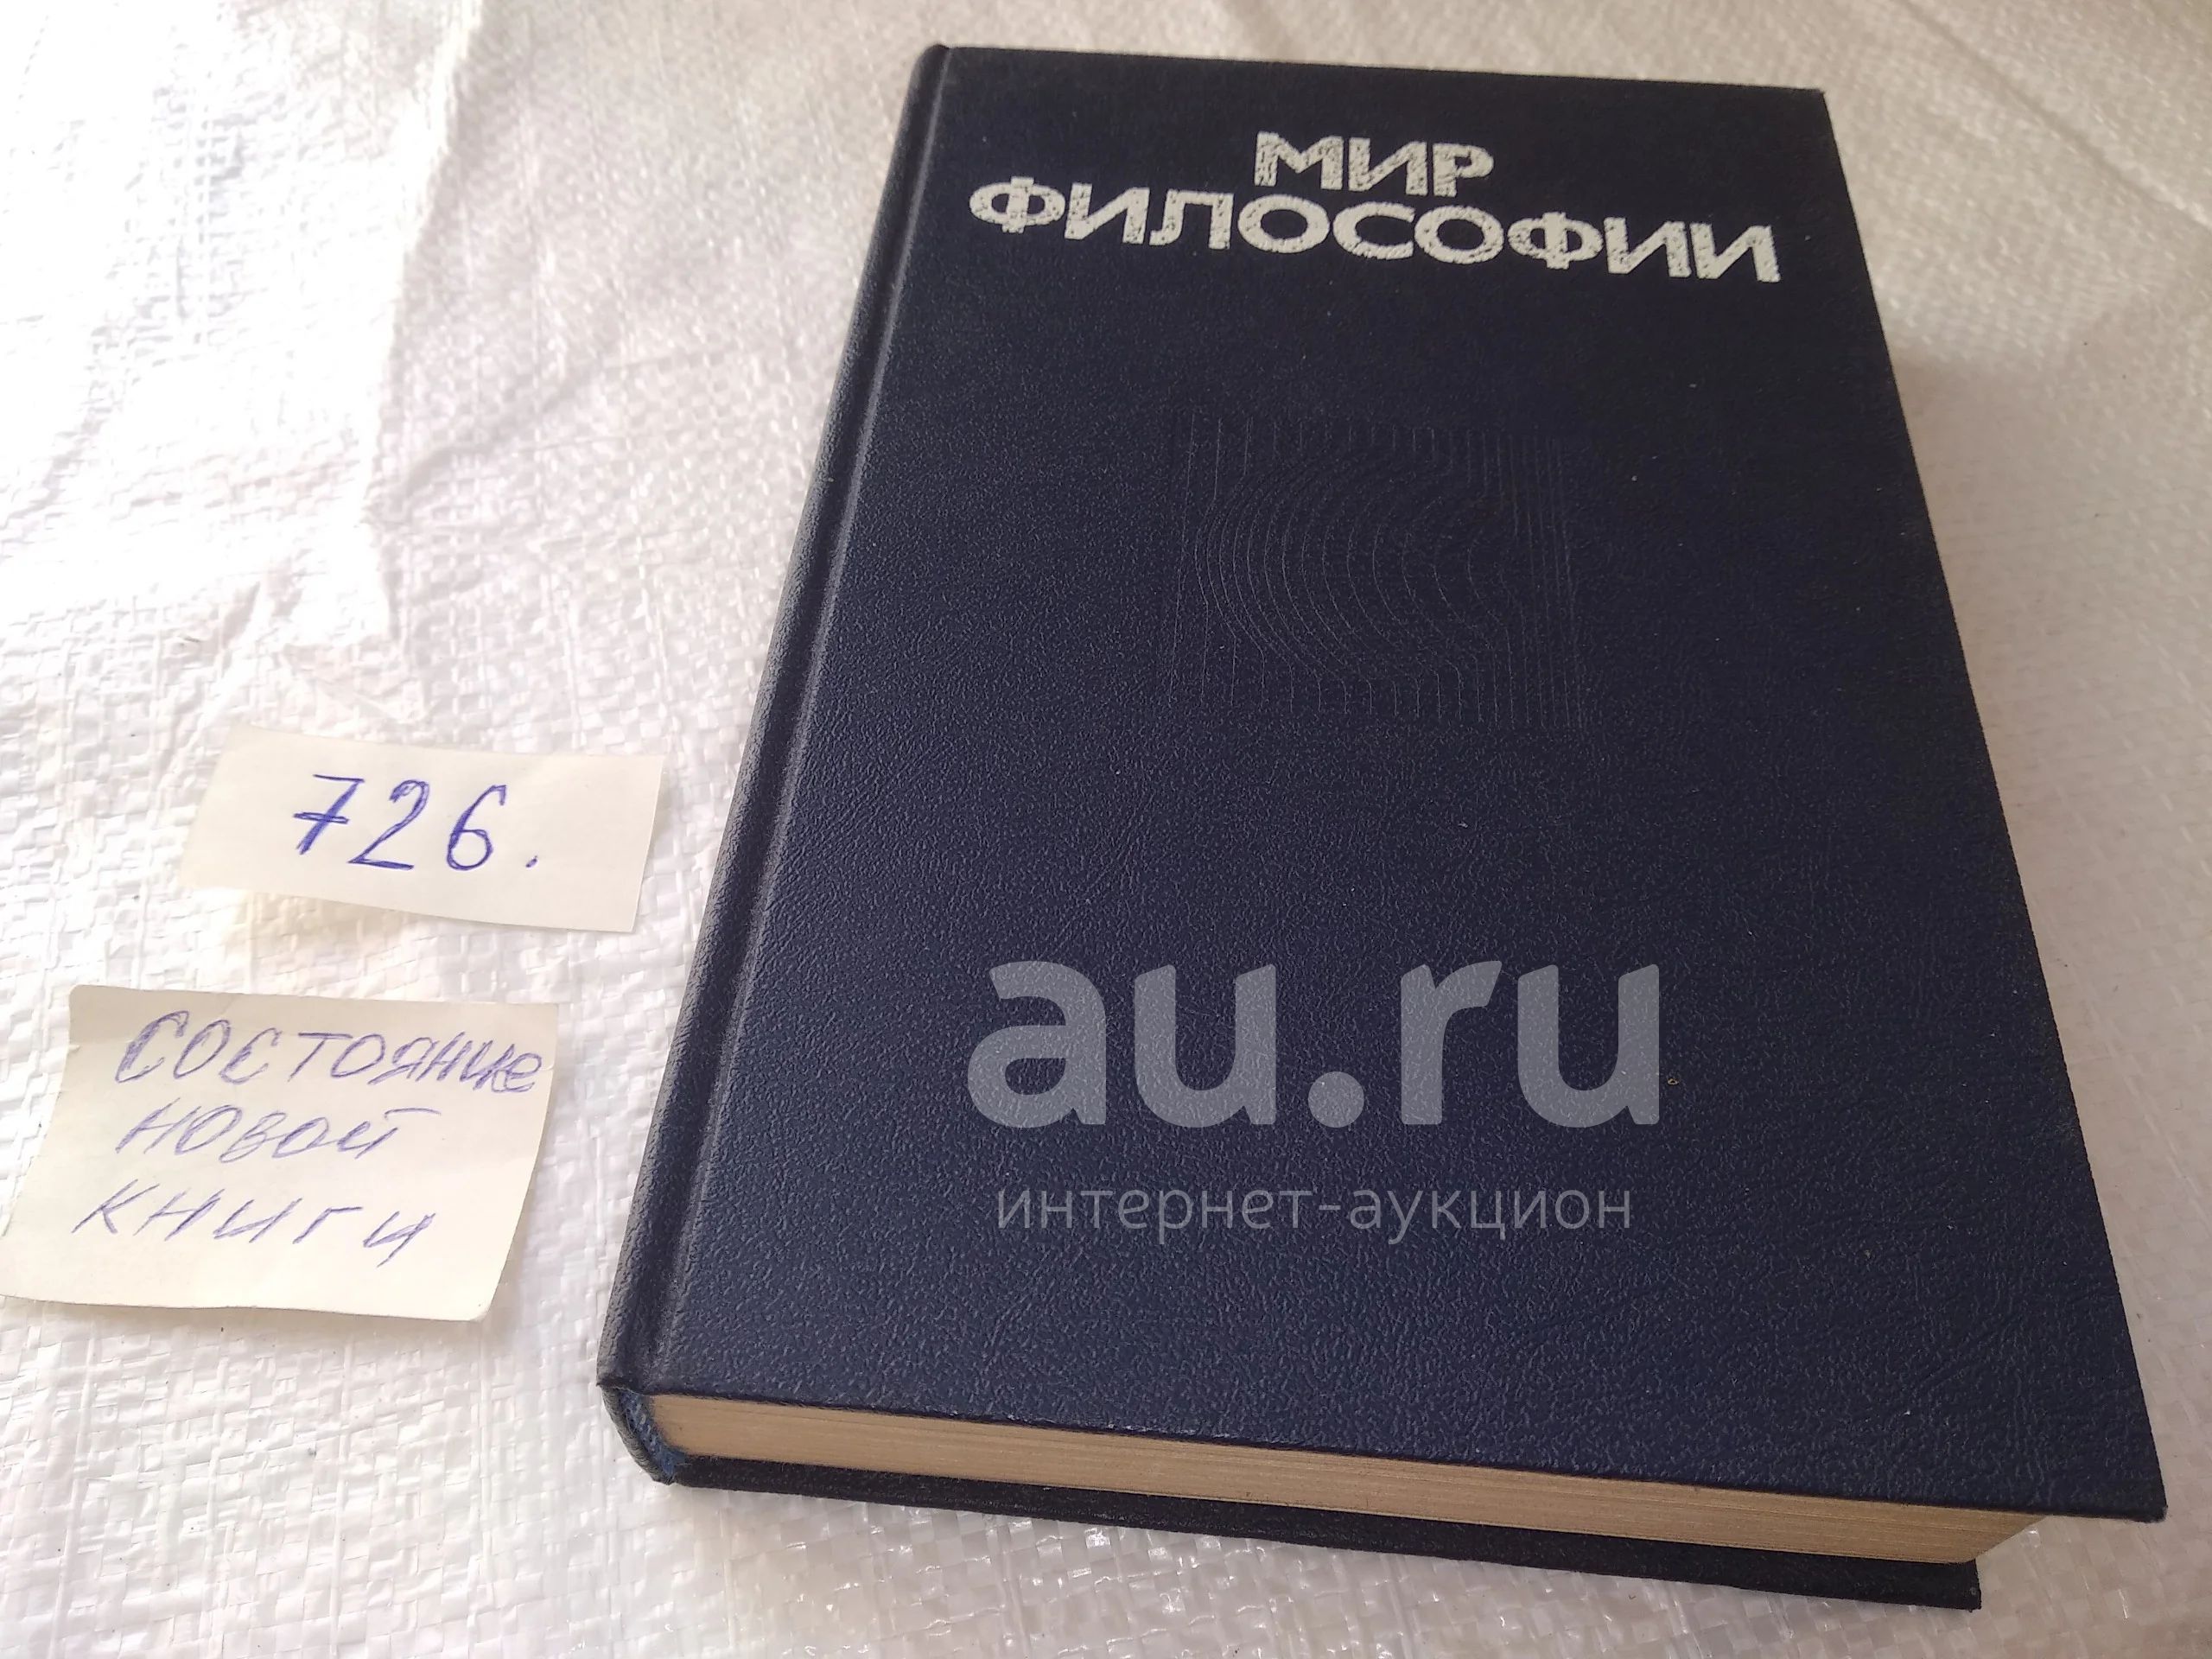 МИР
ФИЛОСОФИИ
726.
СОСТОЯНИЕ
НОВОЙ
КНИГИ
au.ru
интернет-аукцион